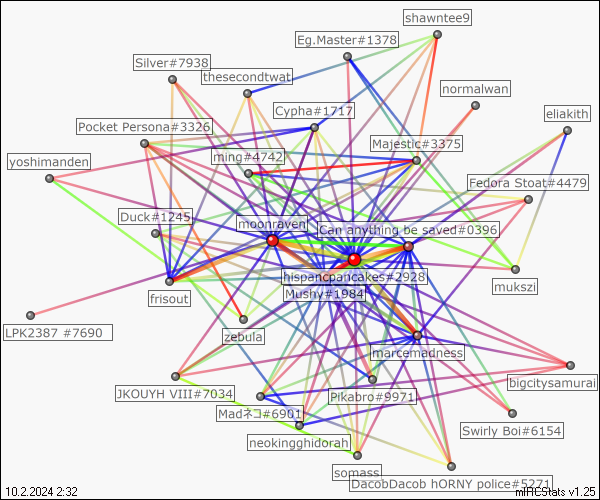 shawntee9
Eg.Master#1378
Silver#7938
thesecondtwat
normalwan
Cypha#1717
eliakith
Pocket Persona#3326
Majestic#3375
ming#4742
yoshimanden
Fedora Stoat#4479
Duck#1245
moonraven
Can anything be saved#0396
hispancpancakes#2928
mukszi
Mushy#1984
frisout
LPK2387 #7690
zebula
marcemadness
bigcitysamurai
JKOUYH VIII#7034
Pikabro#9971
Madネコ#6901
Swirly Boi#6154
neokingghidorah
somass
DacobDacob hORNY police#5271
10.2.2024 2:32
mIRCStats v1.25